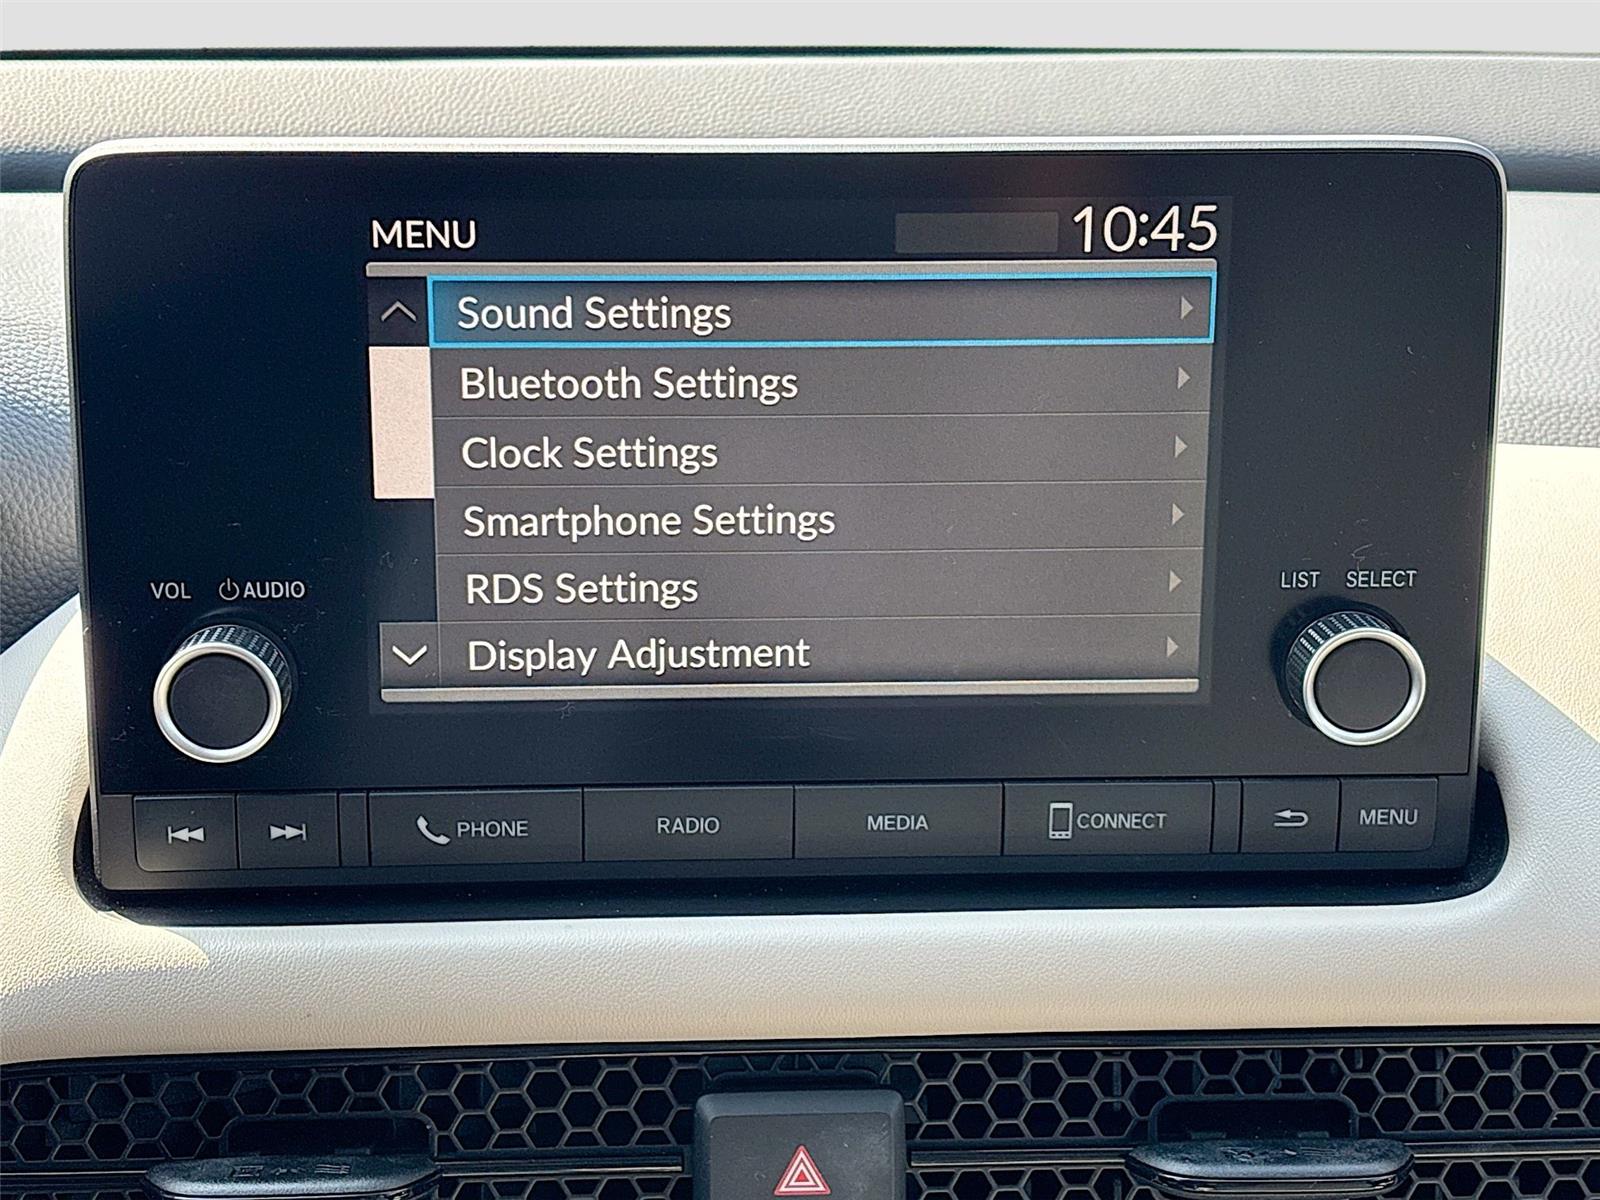 MENU 10:45
Sound Settings
Bluetooth Settings
Clock Settings
Smartphone Settings
RDS Settings
Display Adjustment
VOL AUDIO
LIST SELECT
PHONE RADIO MEDIA CONNECT MENU